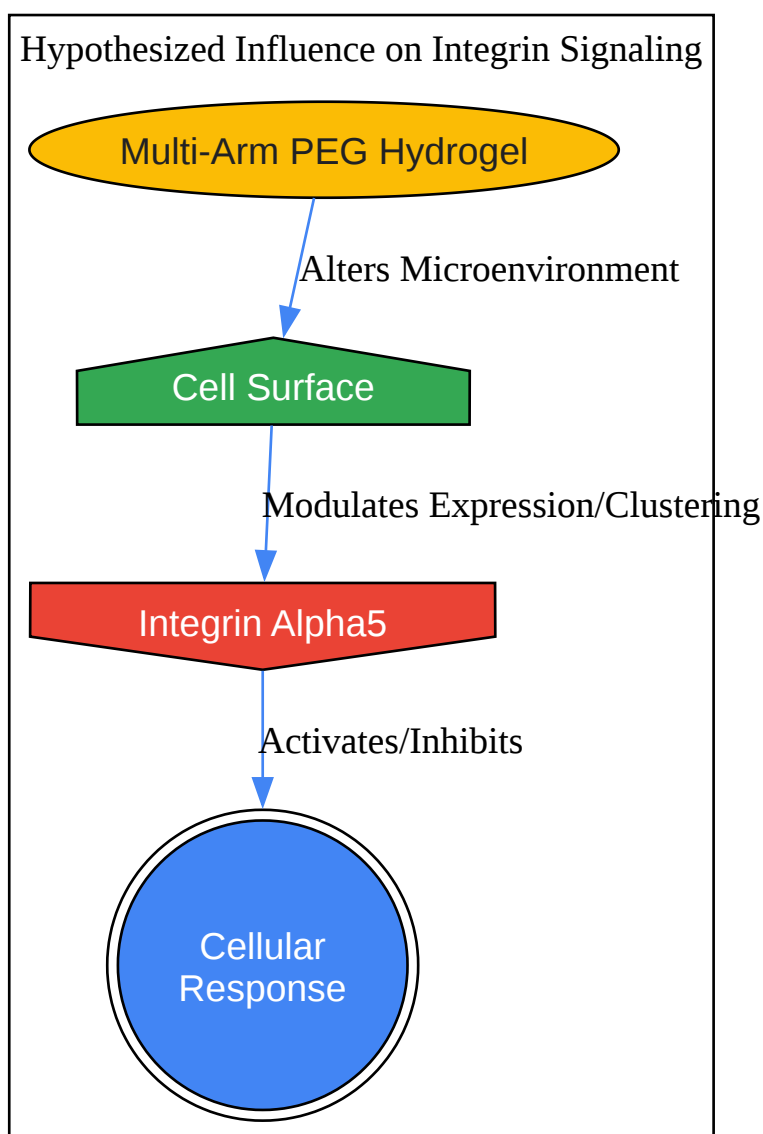 Hypothesized Influence on Integrin Signaling
Multi-Arm PEG Hydrogel
Alters Microenvironment
Cell Surface
Modulates Expression/Clustering
Integrin Alpha5
Activates/Inhibits
Cellular
Response